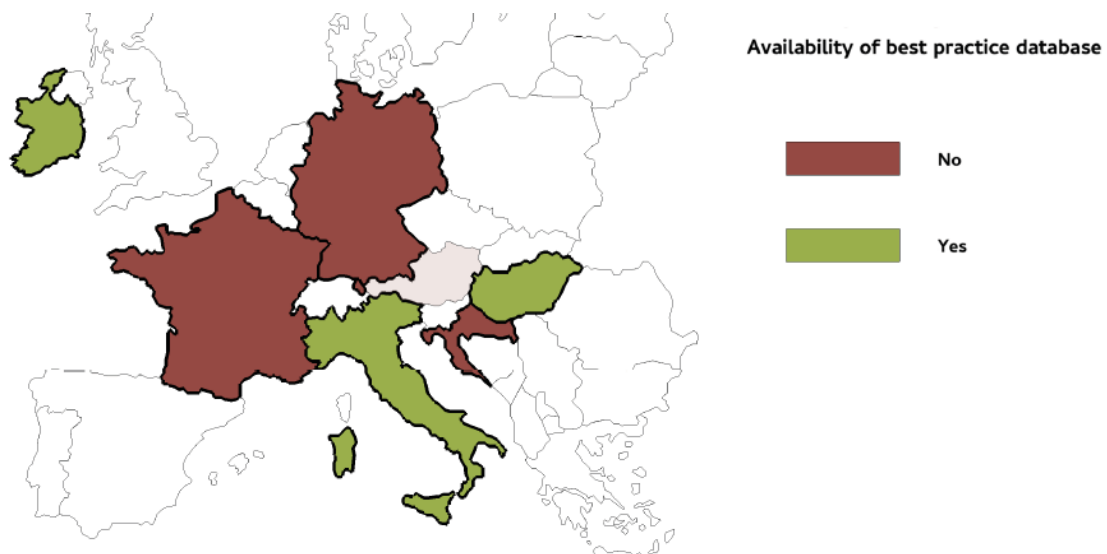 Availability of best practice database
No
Yes